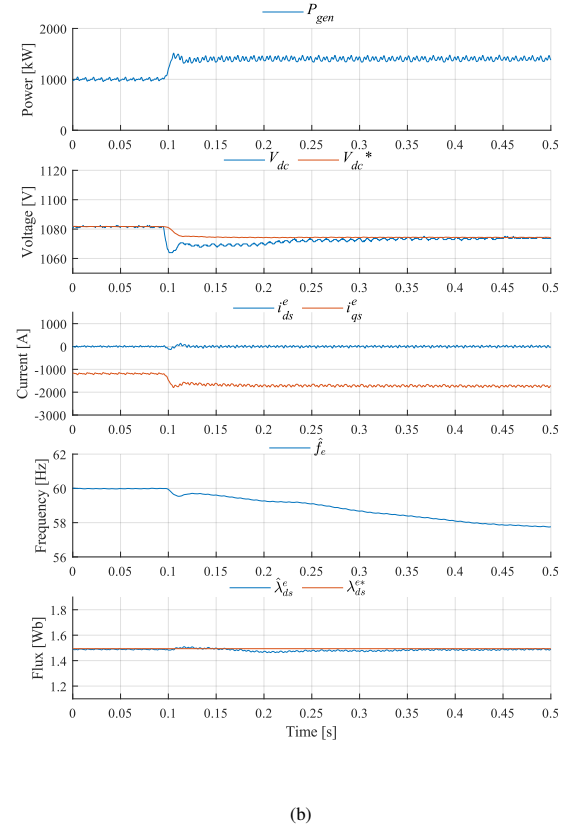 P_gen
2000
1000
0
Power [kW]
0 0.05 0.1 0.15 0.2 0.25 0.3 0.35 0.4 0.45 0.5
V_dc V_dc*
1120
1100
1080
1060
Voltage [V]
0 0.05 0.1 0.15 0.2 0.25 0.3 0.35 0.4 0.45 0.5
i^e_ds i^e_qs
1000
0
-1000
-2000
-3000
Current [A]
0 0.05 0.1 0.15 0.2 0.25 0.3 0.35 0.4 0.45 0.5
f̂_e
62
60
58
56
Frequency [Hz]
0 0.05 0.1 0.15 0.2 0.25 0.3 0.35 0.4 0.45 0.5
λ̂^e_ds λ^e*_ds
1.8
1.6
1.4
1.2
Flux [Wb]
0 0.05 0.1 0.15 0.2 0.25 0.3 0.35 0.4 0.45 0.5
Time [s]
(b)